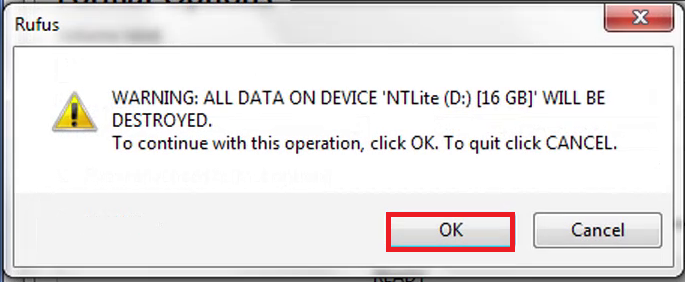 Rufus
WARNING: ALL DATA ON DEVICE 'NTLite (D:) [16 GB]' WILL BE
DESTROYED.
To continue with this operation, click OK. To quit click CANCEL.
OK
Cancel